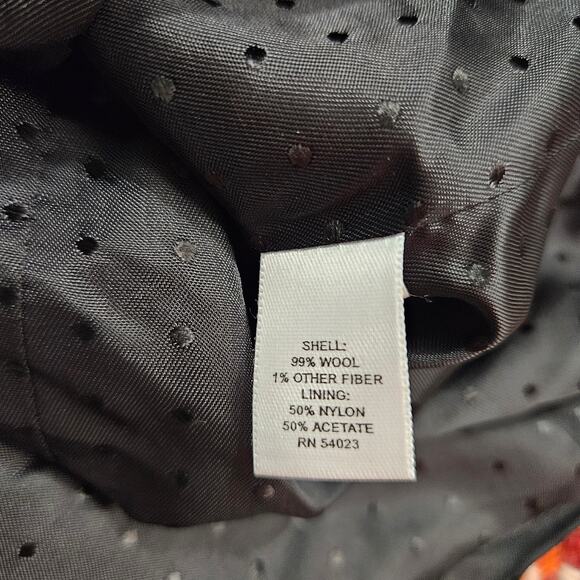 SHELL:
99% WOOL
1% OTHER FIBER
LINING:
50% NYLON
50% ACETATE
RN 54023